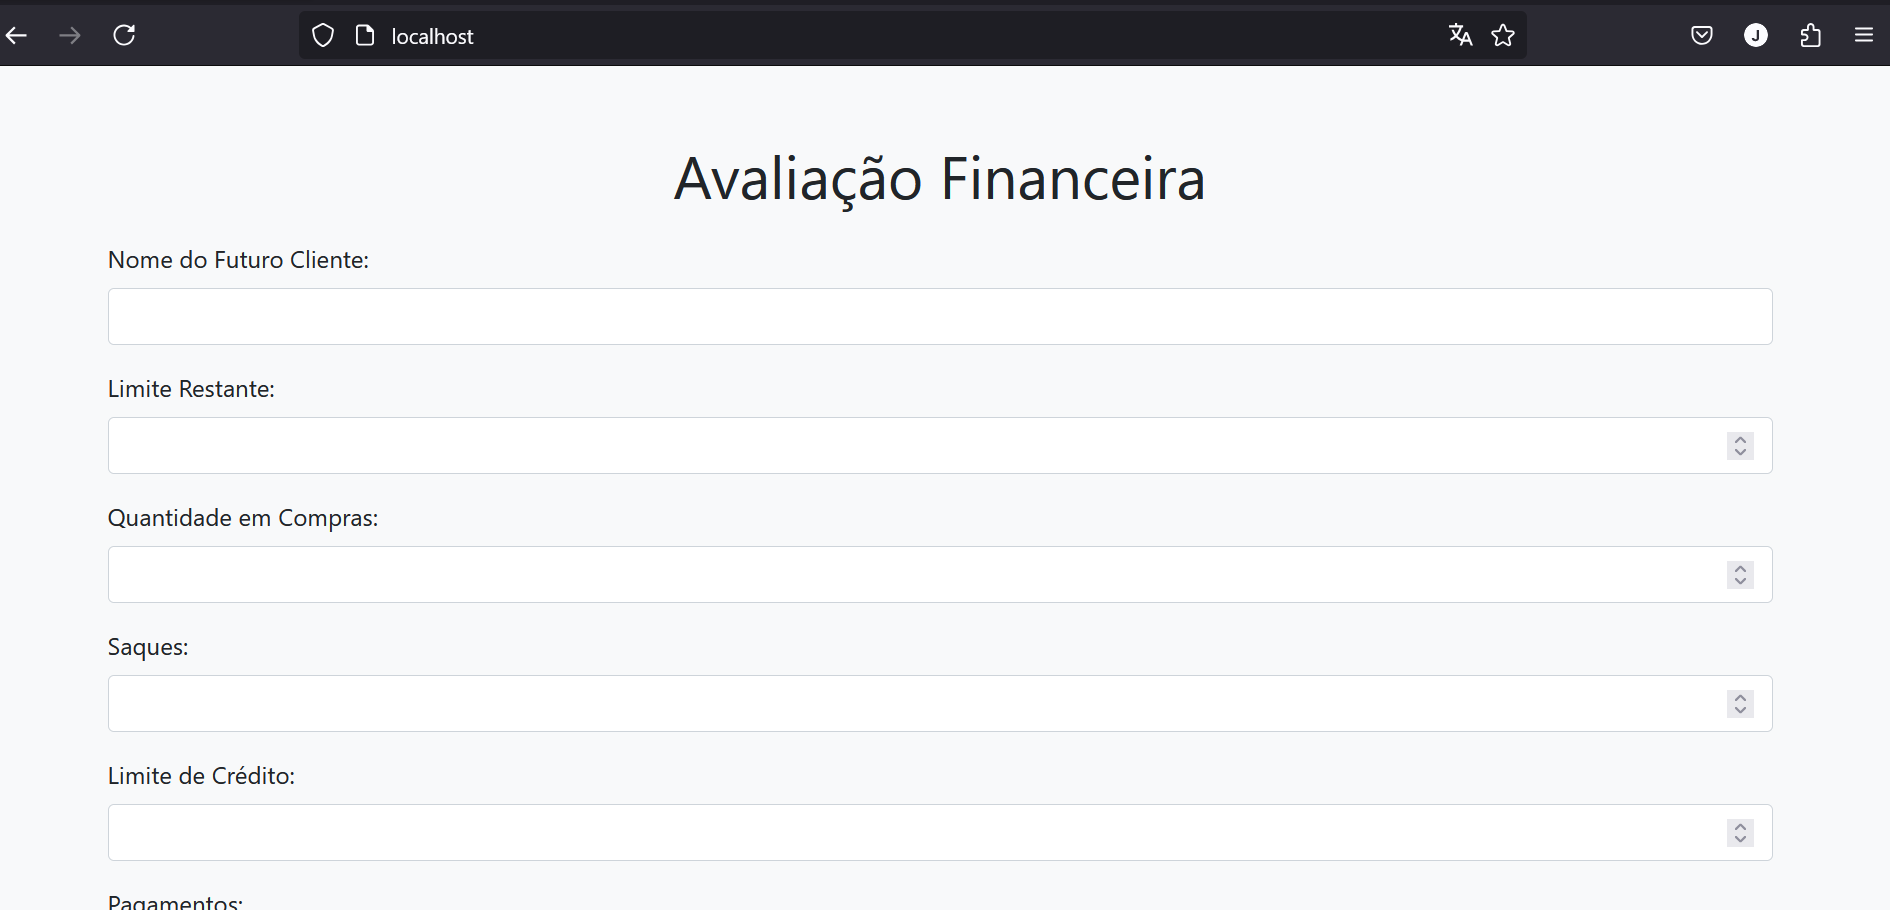 localhost
J
Avaliação Financeira
Nome do Futuro Cliente:
Limite Restante:
Quantidade em Compras:
Saques:
Limite de Crédito:
Pagamentos: